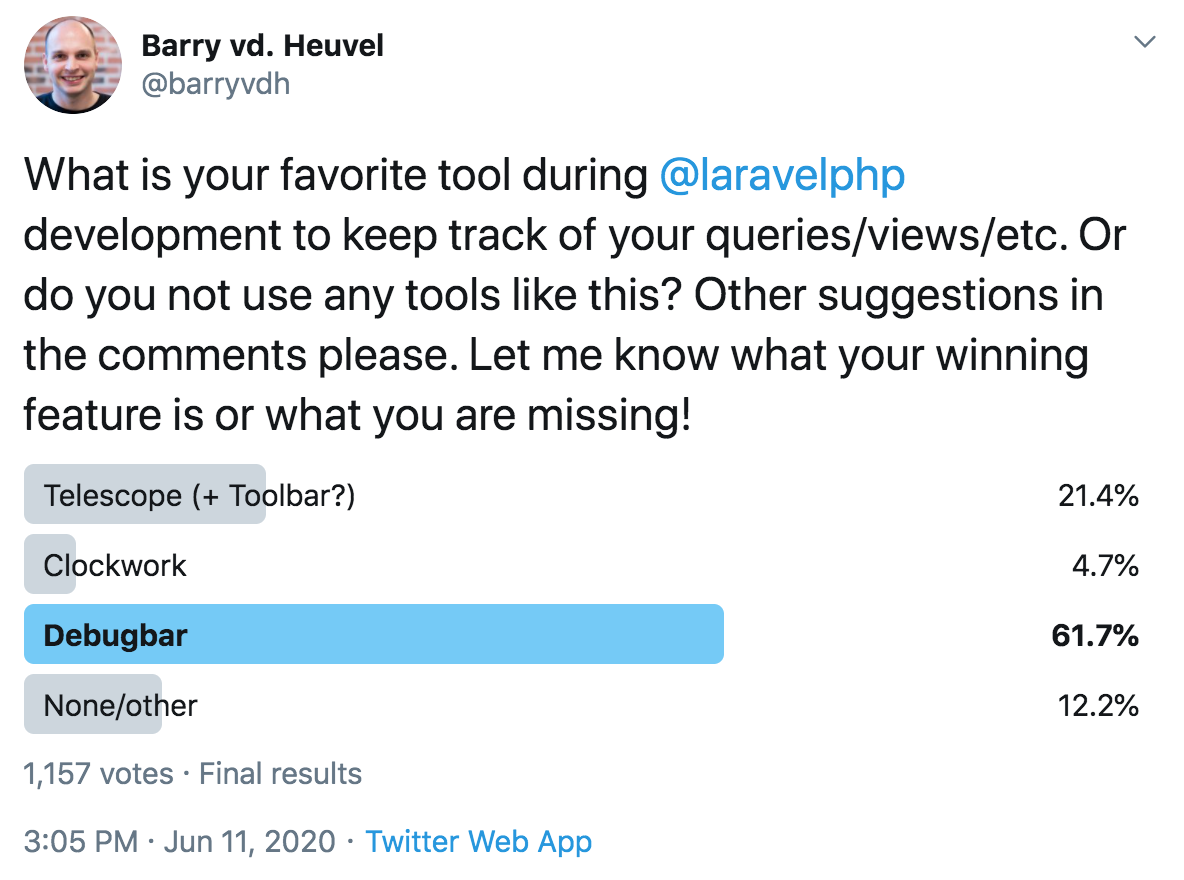 Barry vd. Heuvel
@barryvdh
What is your favorite tool during @laravelphp
development to keep track of your queries/views/etc. Or
do you not use any tools like this? Other suggestions in
the comments please. Let me know what your winning
feature is or what you are missing!
Telescope (+ Toolbar?) 21.4%
Clockwork 4.7%
Debugbar 61.7%
None/other 12.2%
1,157 votes · Final results
3:05 PM · Jun 11, 2020 · Twitter Web App